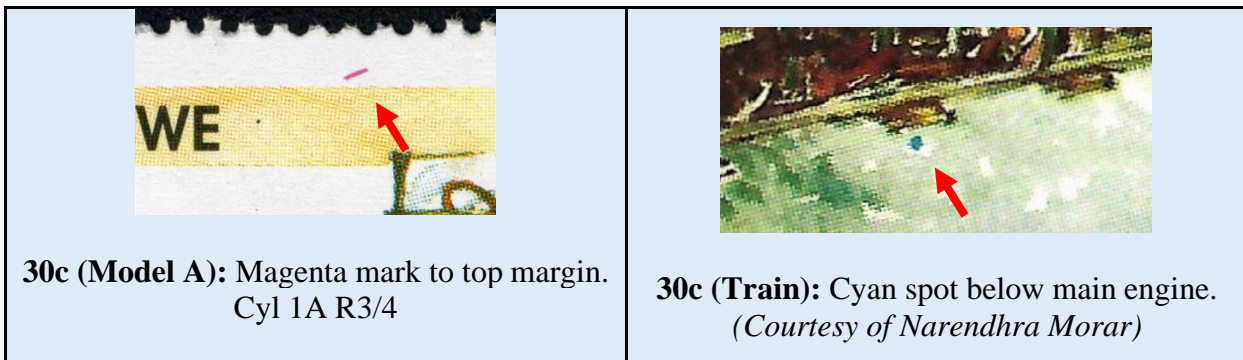 WE
30c (Model A): Magenta mark to top margin.
Cyl 1A R3/4
30c (Train): Cyan spot below main engine.
(Courtesy of Narendhra Morar)